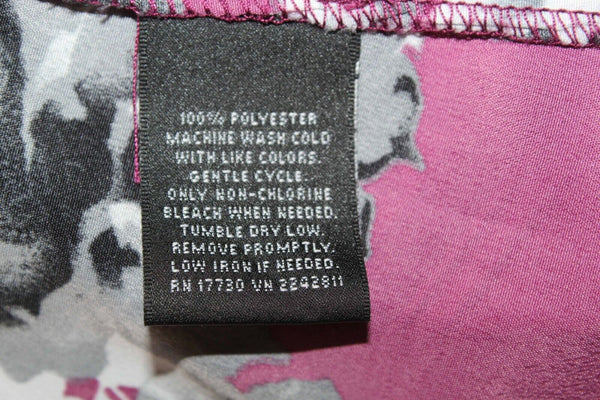 100% POLYESTER
MACHINE WASH COLD
WITH LIKE COLORS.
GENTLE CYCLE.
ONLY NON-CHLORINE
BLEACH WHEN NEEDED.
TUMBLE DRY LOW.
REMOVE PROMPTLY.
LOW IRON IF NEEDED.
RN 17730 VN 2242811